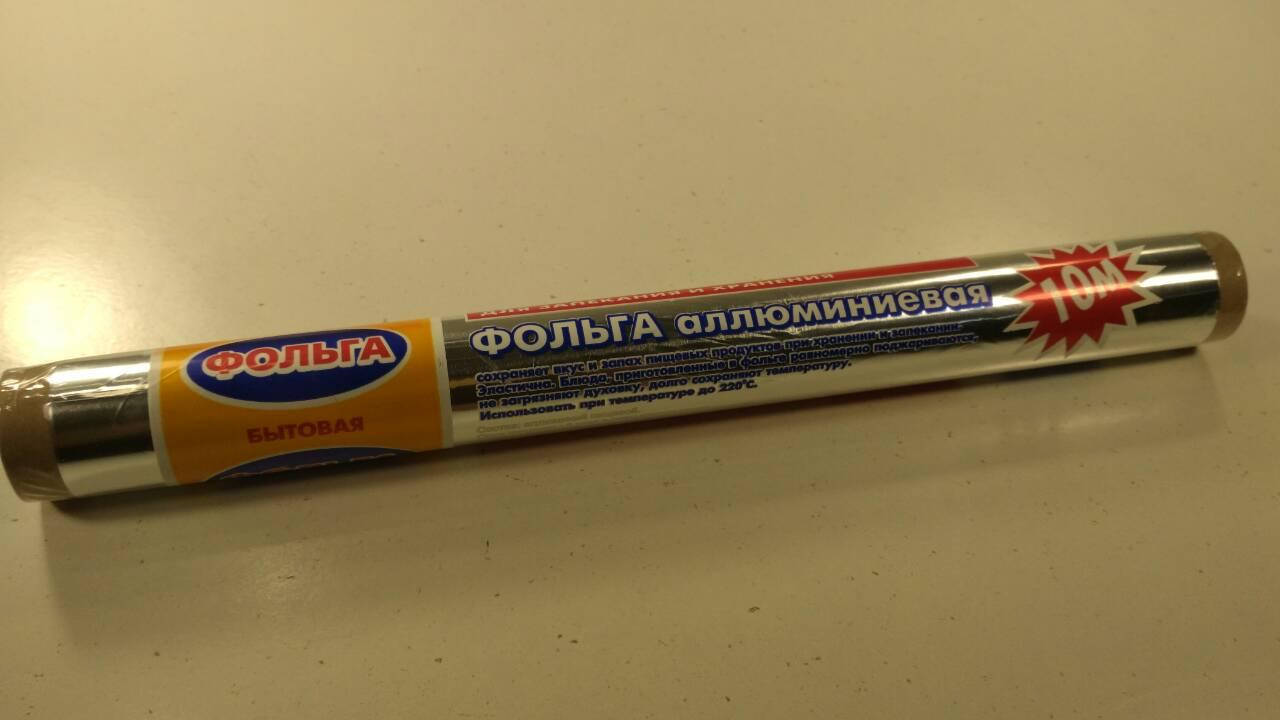 ФОЛЬГА
БЫТОВАЯ
ДЛЯ ЗАПЕКАНИЯ И ХРАНЕНИЯ
ФОЛЬГА аллюминиевая
сохраняет вкус и запах пищевых продуктов при хранении и запекании.
Эластична. Блюда, приготовленные в фольге равномерно поджариваются,
не загрязняют духовку, долго сохраняют температуру.
Использовать при температуре до 220°С.
10М